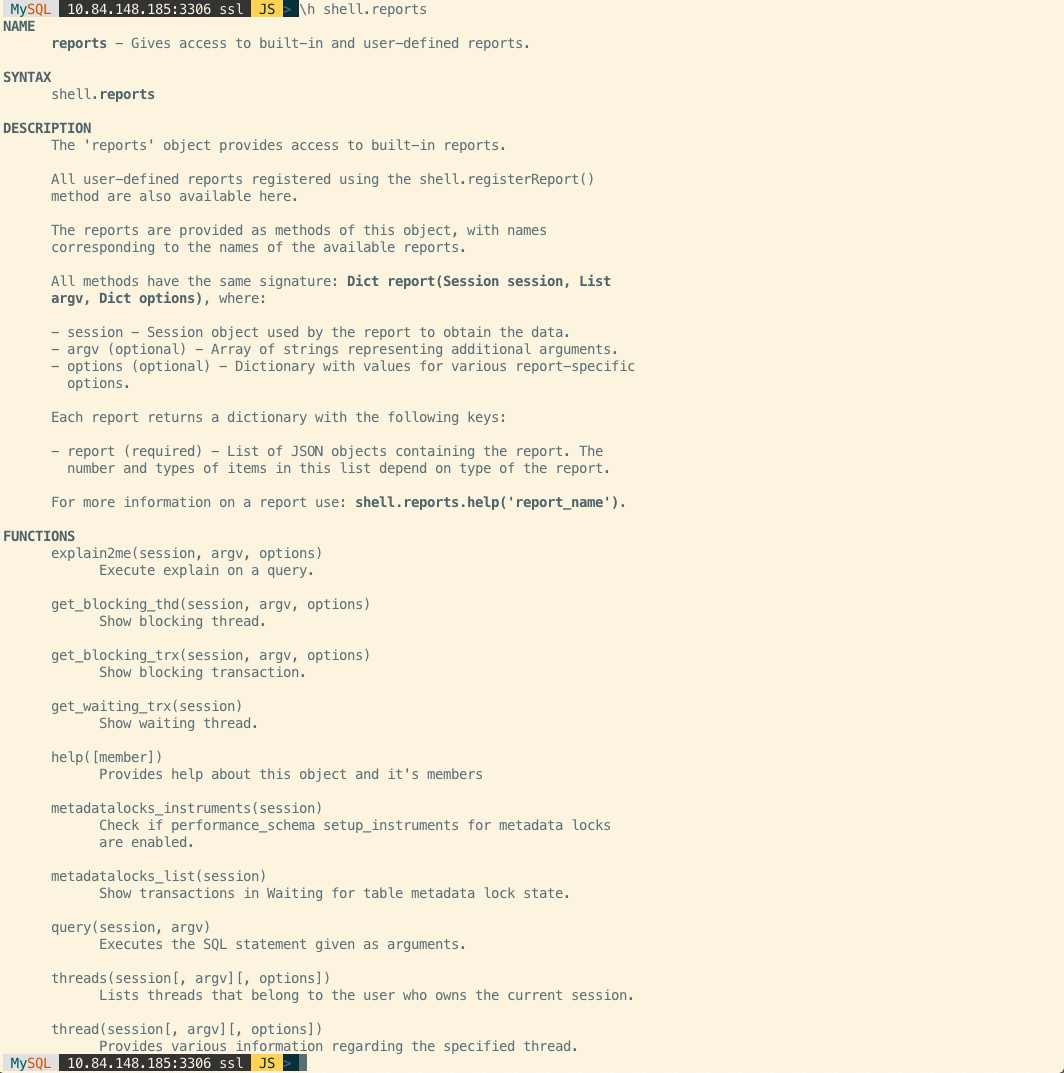 MySQL 10.84.148.185:3306 ssl JS > \h shell.reports
NAME
reports - Gives access to built-in and user-defined reports.
SYNTAX
shell.reports
DESCRIPTION
The 'reports' object provides access to built-in reports.
All user-defined reports registered using the shell.registerReport()
method are also available here.
The reports are provided as methods of this object, with names
corresponding to the names of the available reports.
All methods have the same signature: Dict report(Session session, List
argv, Dict options), where:
- session - Session object used by the report to obtain the data.
- argv (optional) - Array of strings representing additional arguments.
- options (optional) - Dictionary with values for various report-specific
options.
Each report returns a dictionary with the following keys:
- report (required) - List of JSON objects containing the report. The
number and types of items in this list depend on type of the report.
For more information on a report use: shell.reports.help('report_name').
FUNCTIONS
explain2me(session, argv, options)
Execute explain on a query.
get_blocking_thd(session, argv, options)
Show blocking thread.
get_blocking_trx(session, argv, options)
Show blocking transaction.
get_waiting_trx(session)
Show waiting thread.
help([member])
Provides help about this object and it's members
metadatalocks_instruments(session)
Check if performance_schema setup_instruments for metadata locks
are enabled.
metadatalocks_list(session)
Show transactions in Waiting for table metadata lock state.
query(session, argv)
Executes the SQL statement given as arguments.
threads(session[, argv][, options])
Lists threads that belong to the user who owns the current session.
thread(session[, argv][, options])
Provides various information regarding the specified thread.
MySQL 10.84.148.185:3306 ssl JS >